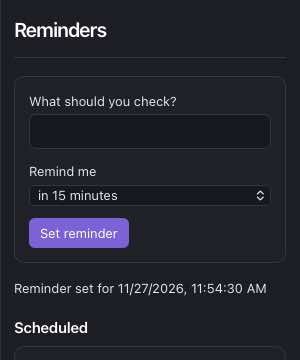 Reminders
What should you check?
Remind me
in 15 minutes
Set reminder
Reminder set for 11/27/2026, 11:54:30 AM
Scheduled